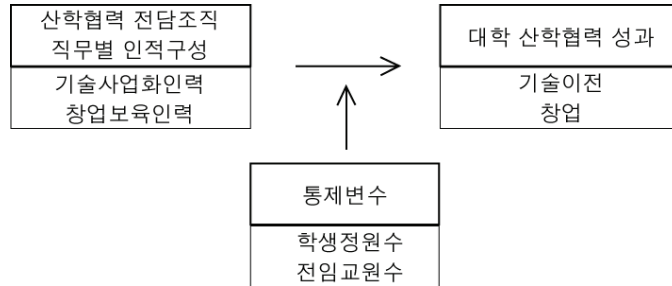 산학협력 전담조직
직무별 인적구성
기술사업화인력
창업보육인력
대학 산학협력 성과
기술이전
창업
통제변수
학생정원수
전임교원수